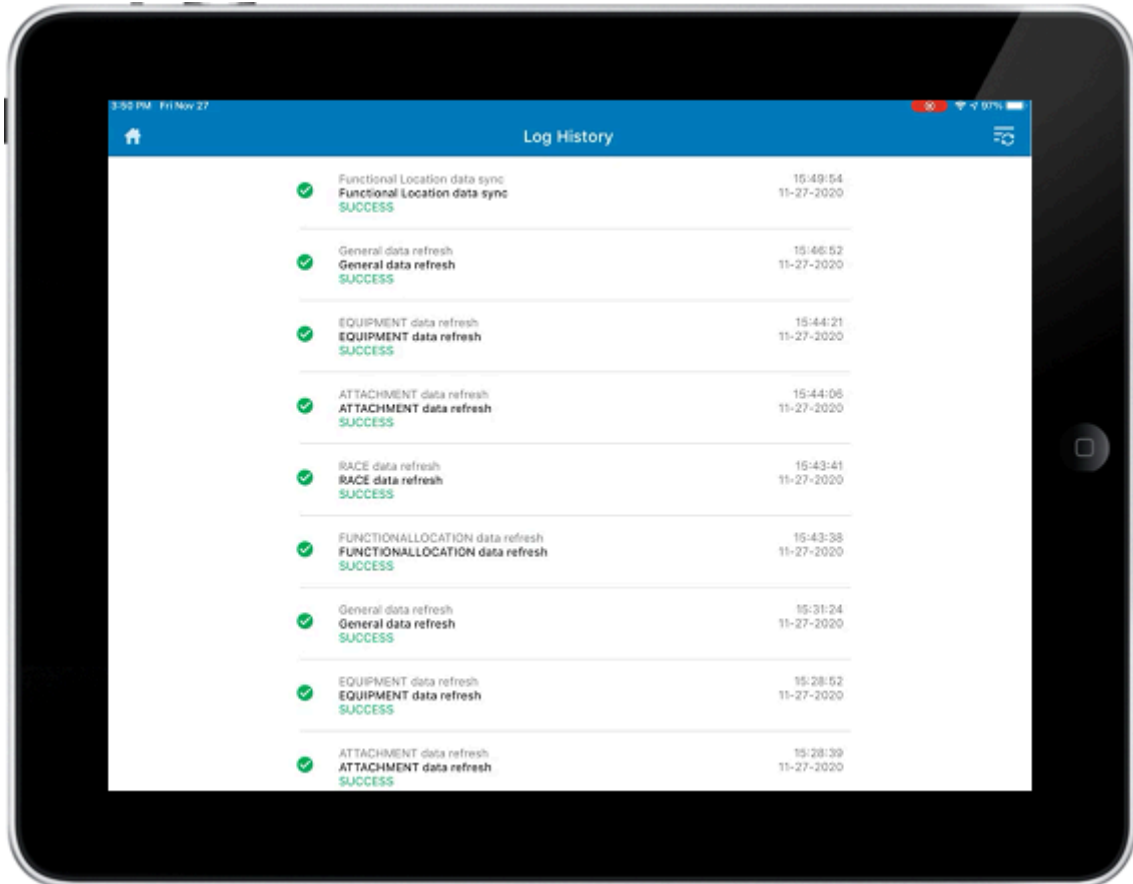 3:50 PM Fri Nov 27
97%
Log History
Functional Location data sync
15:49:54
Functional Location data sync
11-27-2020
SUCCESS
General data refresh
15:46:52
General data refresh
11-27-2020
SUCCESS
EQUIPMENT data refresh
15:44:21
EQUIPMENT data refresh
11-27-2020
SUCCESS
ATTACHMENT data refresh
15:44:06
ATTACHMENT data refresh
11-27-2020
SUCCESS
RACE data refresh
15:43:41
RACE data refresh
11-27-2020
SUCCESS
FUNCTIONALLOCATION data refresh
15:43:38
FUNCTIONALLOCATION data refresh
11-27-2020
SUCCESS
General data refresh
15:31:24
General data refresh
11-27-2020
SUCCESS
EQUIPMENT data refresh
15:28:52
EQUIPMENT data refresh
11-27-2020
SUCCESS
ATTACHMENT data refresh
15:28:39
ATTACHMENT data refresh
11-27-2020
SUCCESS